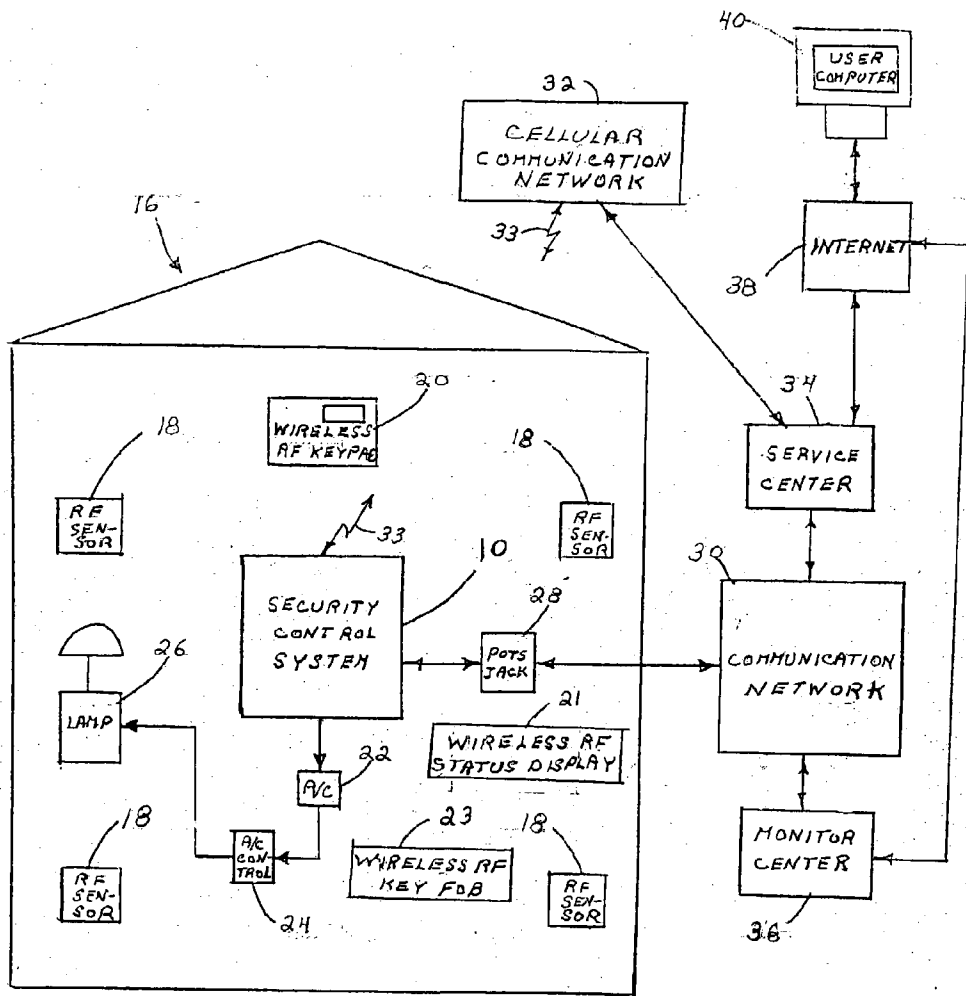 40
USER
COMPUTER
32
CELLULAR
COMMUNICATION
NETWORK
33
16
38
INTERNET
34
SERVICE
CENTER
20
WIRELESS
RF KEYPAD
18
RF
SEN-
SOR
18
RF
SEN-
SOR
33
10
SECURITY
CONTROL
SYSTEM
28
POTS
JACK
30
COMMUNICATION
NETWORK
26
LAMP
21
WIRELESS RF
STATUS DISPLAY
22
A/C
18
RF
SEN-
SOR
A/C
CON-
TROL
24
23
WIRELESS RF
KEY FOB
18
RF
SEN-
SOR
MONITOR
CENTER
36